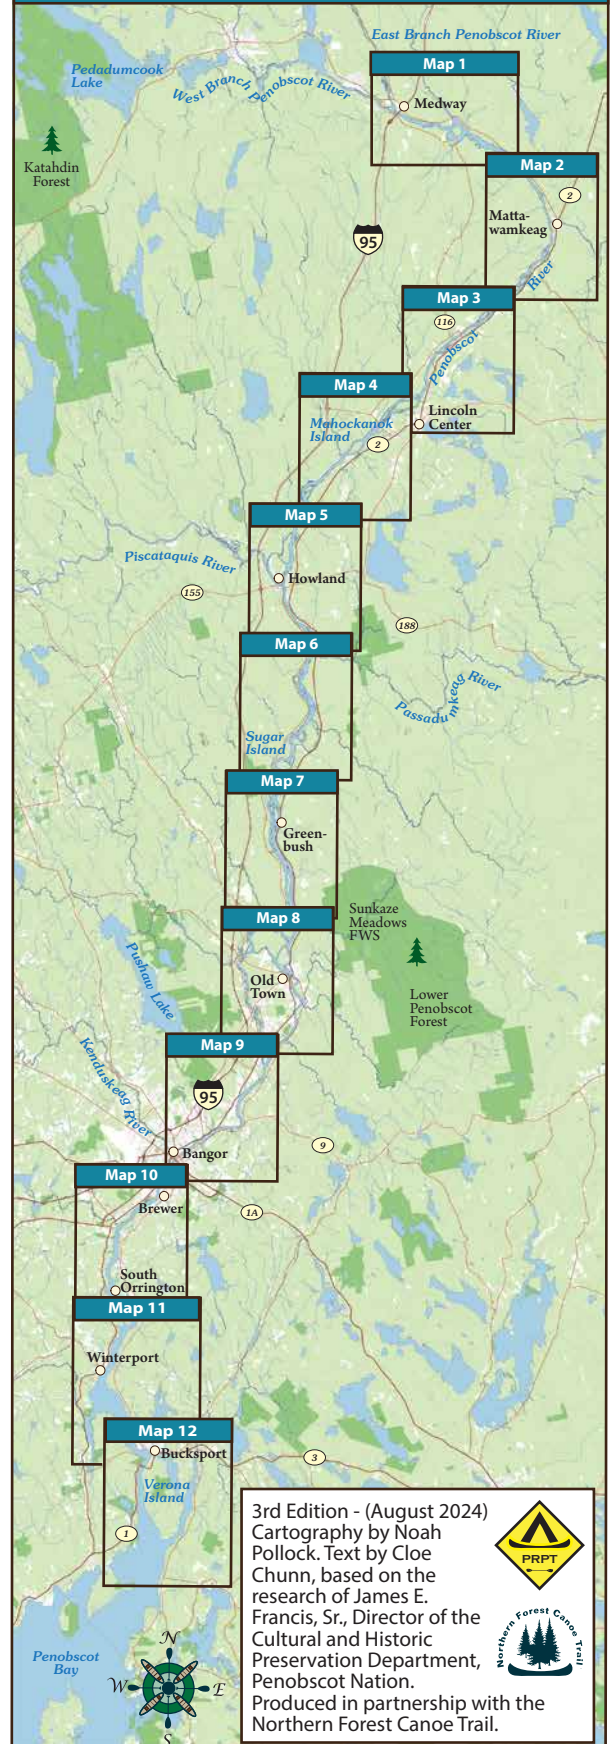 East Branch Penobscot River
Map 1
Pedadumcook
Lake
West Branch Penobscot River
Medway
Katahdin
Forest
Map 2
2
Matta-
wamkeag
95
River
Map 3
116
Penobscot
Map 4
Lincoln
Center
Mahockanok
Island
2
Map 5
Piscataquis River
Howland
155
188
Map 6
Passadumkeag River
Sugar
Island
Map 7
Green-
bush
Map 8
Sunkaze
Meadows
FWS
Pushaw Lake
Old
Town
Lower
Penobscot
Forest
Map 9
Kenduskeag River
95
9
Bangor
Map 10
Brewer
1A
South
Orrington
Map 11
Winterport
Map 12
Bucksport
3
Verona
Island
1
3rd Edition - (August 2024)
Cartography by Noah
Pollock. Text by Cloe
Chunn, based on the
research of James E.
Francis, Sr., Director of the
Cultural and Historic
Preservation Department,
Penobscot Nation.
Produced in partnership with the
Northern Forest Canoe Trail.
PRPT
Northern Forest Canoe Trail
Penobscot
Bay
N
W
E
S